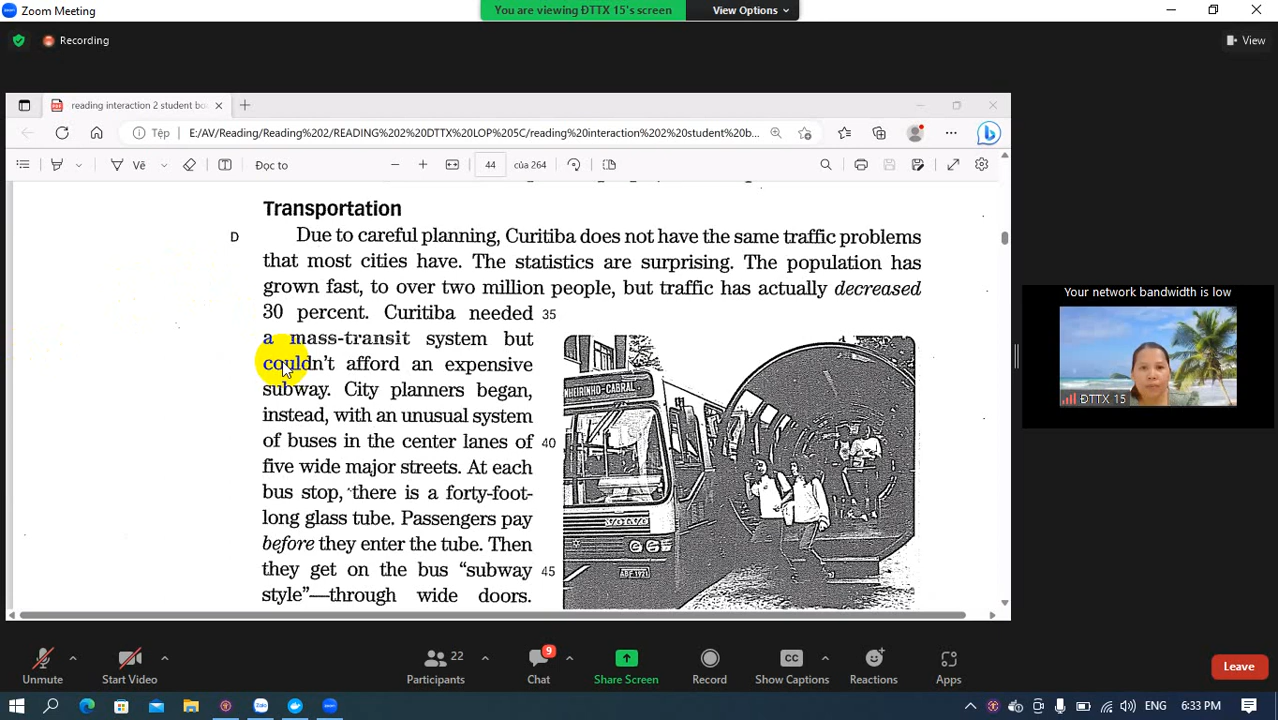 Zoom Meeting
You are viewing ĐTTX 15's screen
View Options
Recording
View
reading interaction 2 student bo
Tệp
E:/AV/Reading/Reading%202/READING%202%20DTTX%20LOP%205C/reading%20interaction%202%20student%20b...
Vẽ
Đọc to
44
của 264
Transportation
D
Due to careful planning, Curitiba does not have the same traffic problems
that most cities have. The statistics are surprising. The population has
grown fast, to over two million people, but traffic has actually decreased
30 percent. Curitiba needed 35
a mass-transit system but
couldn't afford an expensive
subway. City planners began,
instead, with an unusual system
of buses in the center lanes of 40
five wide major streets. At each
bus stop, there is a forty-foot-
long glass tube. Passengers pay
before they enter the tube. Then
they get on the bus “subway 45
style”—through wide doors.
NHEIRINHO-CABRAL
VOLVO
Your network bandwidth is low
ĐTTX 15
Unmute
Start Video
22
Participants
9
Chat
Share Screen
Record
CC
Show Captions
Reactions
Apps
Leave
ENG
6:33 PM